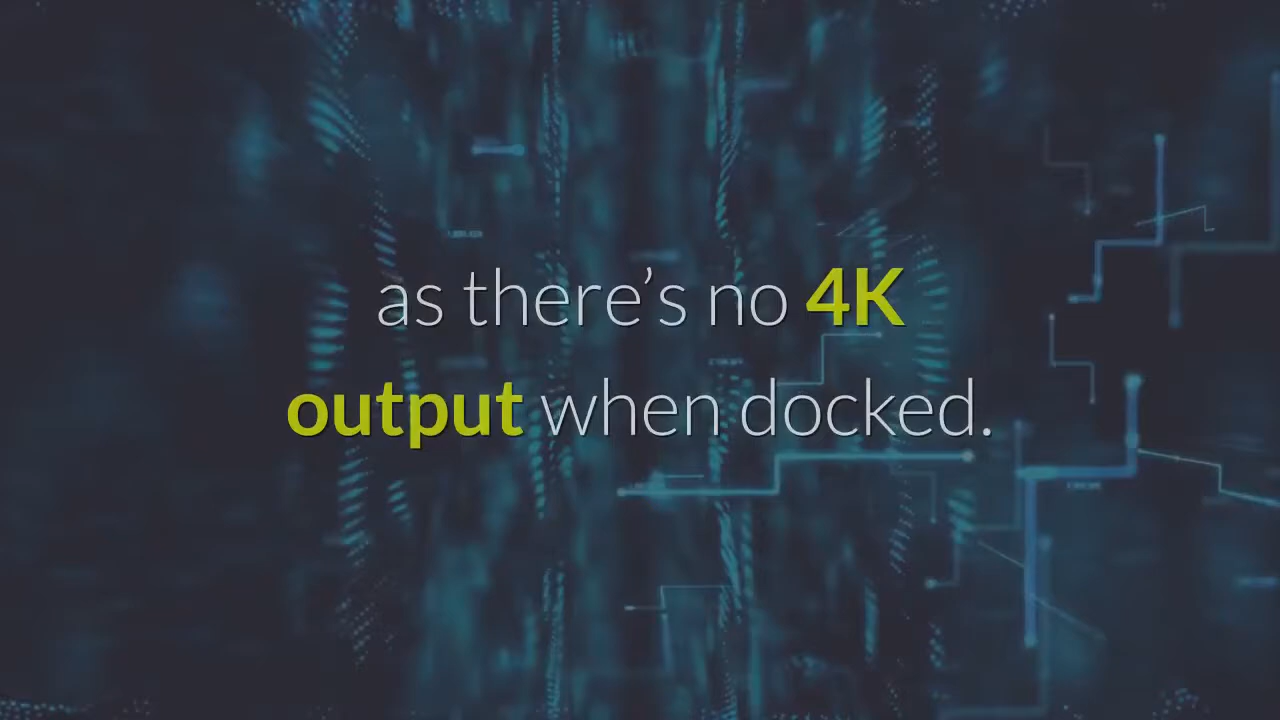 as there’s no 4K
output when docked.